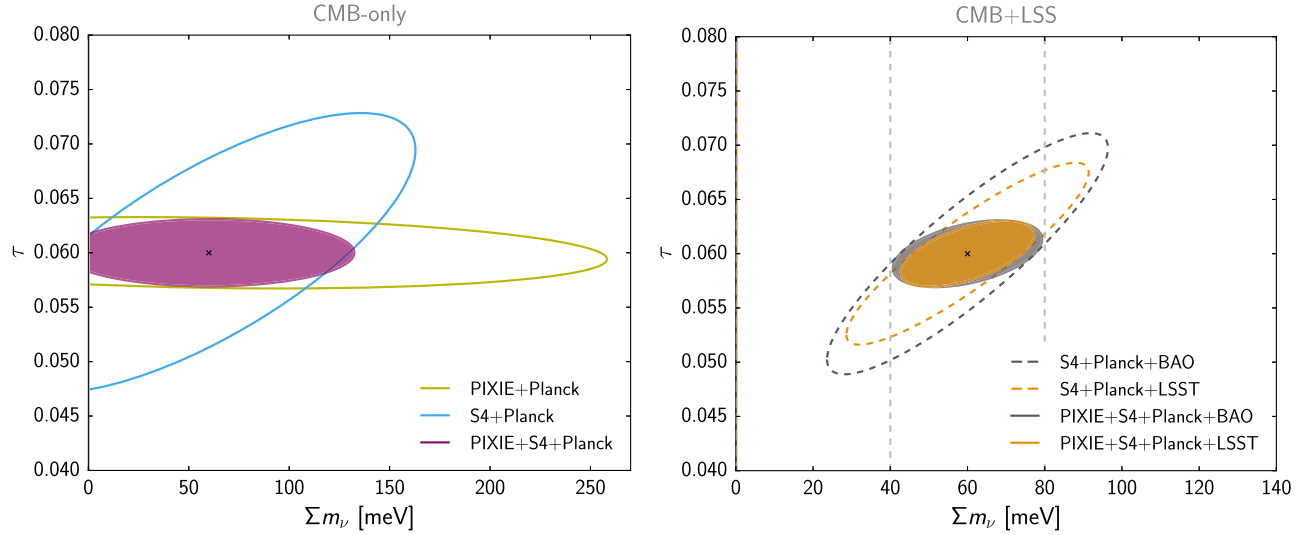 CMB-only
0.080
0.075
0.070
0.065
0.060
0.055
0.050
0.045
0.040
τ
0 50 100 150 200 250
Σmν [meV]
PIXIE+Planck
S4+Planck
PIXIE+S4+Planck
CMB+LSS
0.080
0.075
0.070
0.065
0.060
0.055
0.050
0.045
0.040
τ
0 20 40 60 80 100 120 140
Σmν [meV]
S4+Planck+BAO
S4+Planck+LSST
PIXIE+S4+Planck+BAO
PIXIE+S4+Planck+LSST